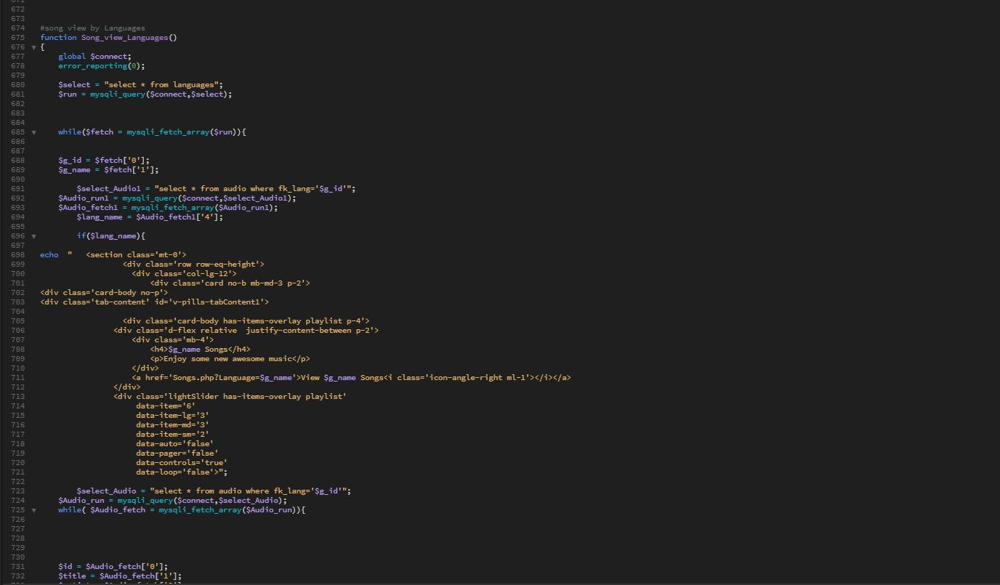 672
673
674 #song view by Languages
675 function Song_view_Languages()
676 {
677 global $connect;
678 error_reporting(0);
679
680 $select = "select * from languages";
681 $run = mysqli_query($connect,$select);
682
683
684
685 while($fetch = mysqli_fetch_array($run)){
686
687
688 $g_id = $fetch['0'];
689 $g_name = $fetch['1'];
690
691 $select_Audio1 = "select * from audio where fk_lang='$g_id'";
692 $Audio_run1 = mysqli_query($connect,$select_Audio1);
693 $Audio_fetch1 = mysqli_fetch_array($Audio_run1);
694 $lang_name = $Audio_fetch1['4'];
695
696 if($lang_name){
697
698 echo " <section class='mt-0'>
699 <div class='row row-eq-height'>
700 <div class='col-lg-12'>
701 <div class='card no-b mb-md-3 p-2'>
702 <div class='card-body no-p'>
703 <div class='tab-content' id='v-pills-tabContent1'>
704
705 <div class='card-body has-items-overlay playlist p-4'>
706 <div class='d-flex relative  justify-content-between p-2'>
707 <div class='mb-4'>
708 <h4>$g_name Songs</h4>
709 <p>Enjoy some new awesome music</p>
710 </div>
711 <a href='Songs.php?Language=$g_name'>View $g_name Songs<i class='icon-angle-right ml-1'></i></a>
712 </div>
713 <div class='lightSlider has-items-overlay playlist'
714 data-item='6'
715 data-item-lg='3'
716 data-item-md='3'
717 data-item-sm='2'
718 data-auto='false'
719 data-pager='false'
720 data-controls='true'
721 data-loop='false'>";
722
723 $select_Audio = "select * from audio where fk_lang='$g_id'";
724 $Audio_run = mysqli_query($connect,$select_Audio);
725 while( $Audio_fetch = mysqli_fetch_array($Audio_run)){
726
727
728
729
730
731 $id = $Audio_fetch['0'];
732 $title = $Audio_fetch['1'];